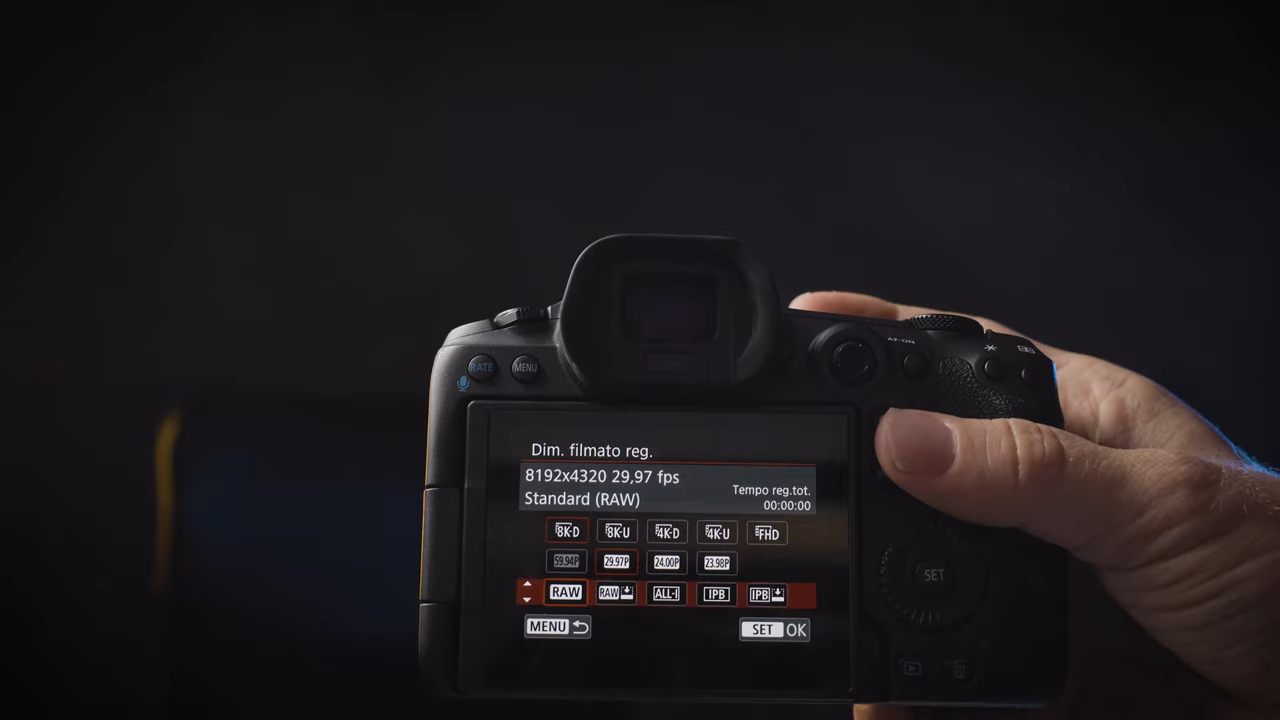 AF-ON
RATE MENU
Dim. filmato reg.
8192x4320 29,97 fps
Standard (RAW)
Tempo reg.tot.
00:00:00
8K-D 8K-U 4K-D 4K-U FHD
59.94P 29.97P 24.00P 23.98P
RAW RAW ALL-I IPB IPB
MENU SET OK
SET